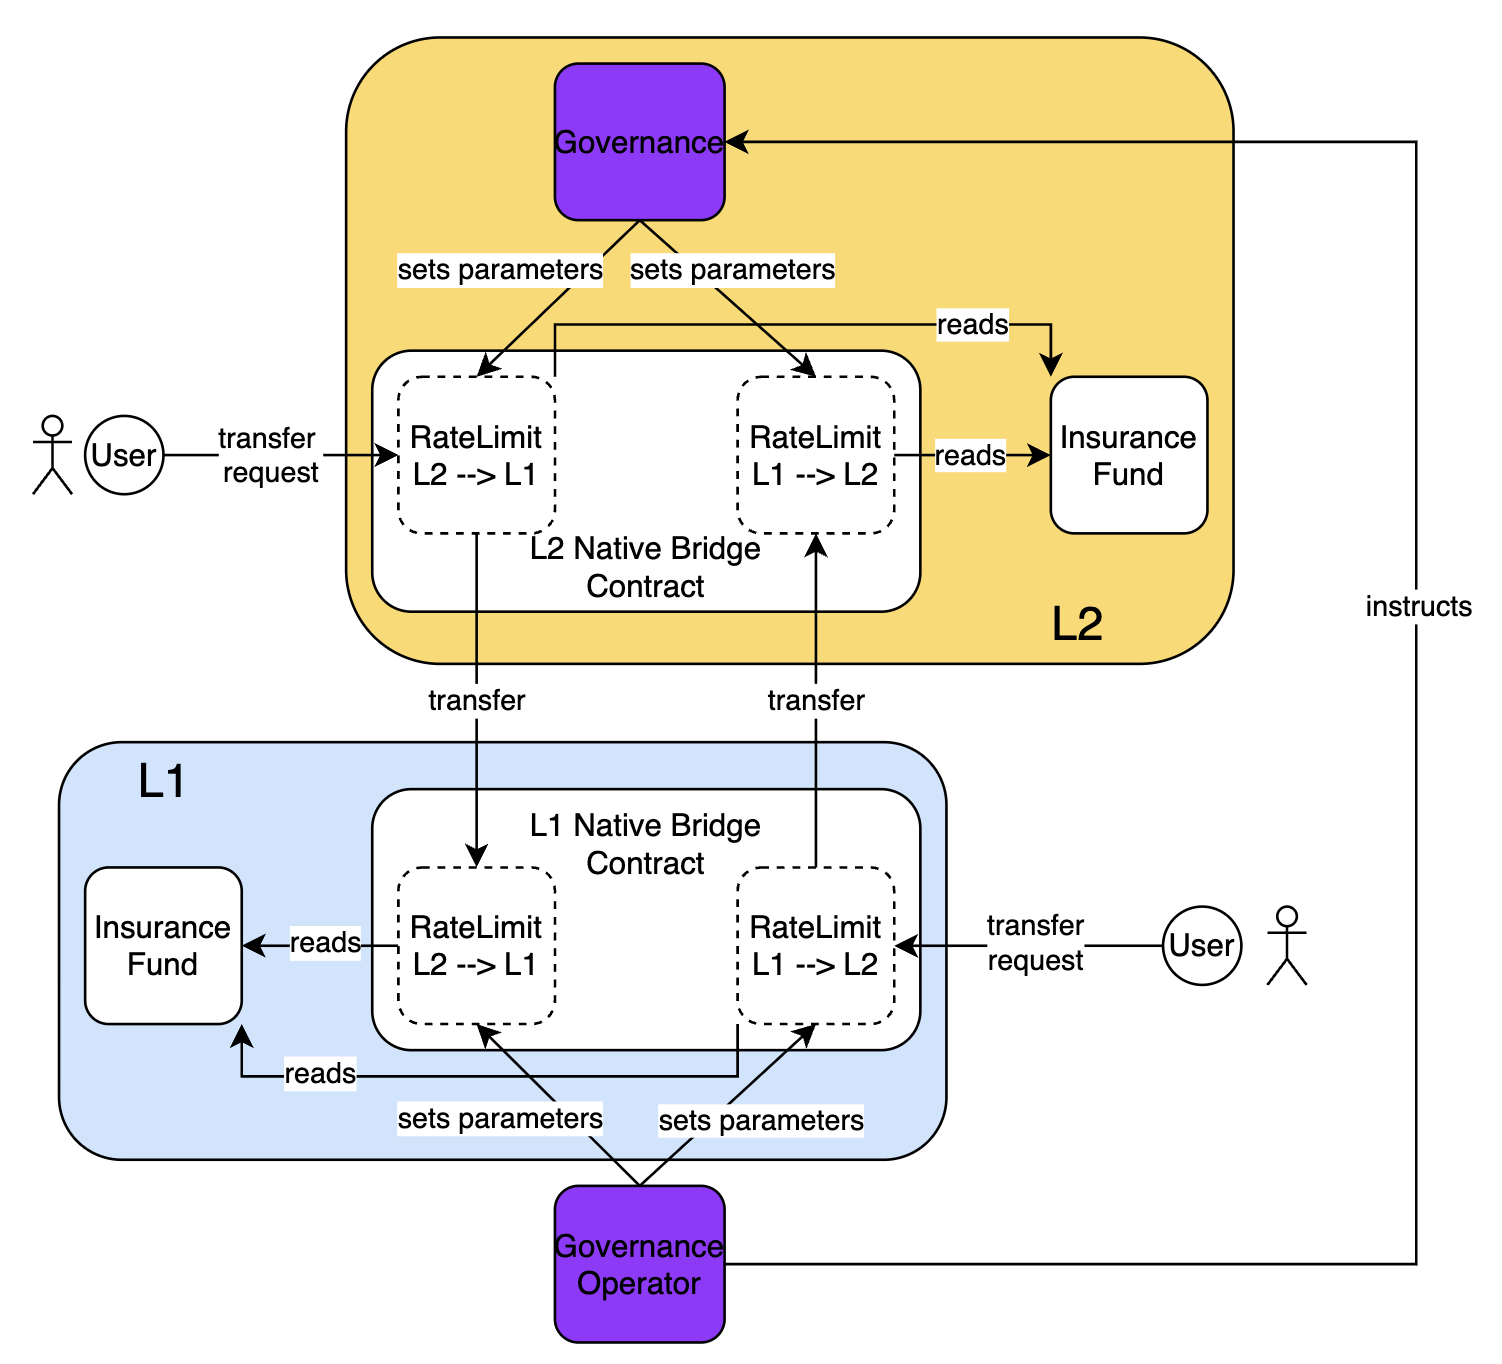 Governance
sets parameters
sets parameters
reads
User
transfer
request
RateLimit
L2 --> L1
RateLimit
L1 --> L2
reads
Insurance
Fund
L2 Native Bridge
Contract
L2
instructs
transfer
transfer
L1
L1 Native Bridge
Contract
Insurance
Fund
reads
RateLimit
L2 --> L1
RateLimit
L1 --> L2
transfer
request
User
reads
sets parameters
sets parameters
Governance
Operator